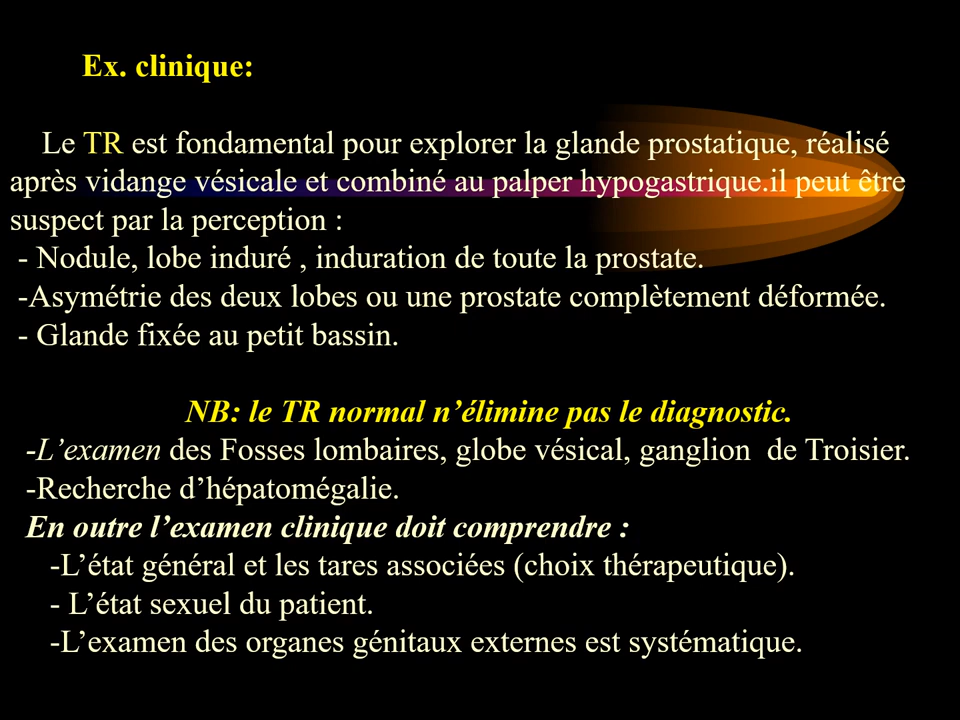 Ex. clinique:
Le TR est fondamental pour explorer la glande prostatique, réalisé
après vidange vésicale et combiné au palper hypogastrique.il peut être
suspect par la perception :
- Nodule, lobe induré , induration de toute la prostate.
-Asymétrie des deux lobes ou une prostate complètement déformée.
- Glande fixée au petit bassin.
NB: le TR normal n’élimine pas le diagnostic.
-L’examen des Fosses lombaires, globe vésical, ganglion  de Troisier.
-Recherche d’hépatomégalie.
En outre l’examen clinique doit comprendre :
-L’état général et les tares associées (choix thérapeutique).
- L’état sexuel du patient.
-L’examen des organes génitaux externes est systématique.